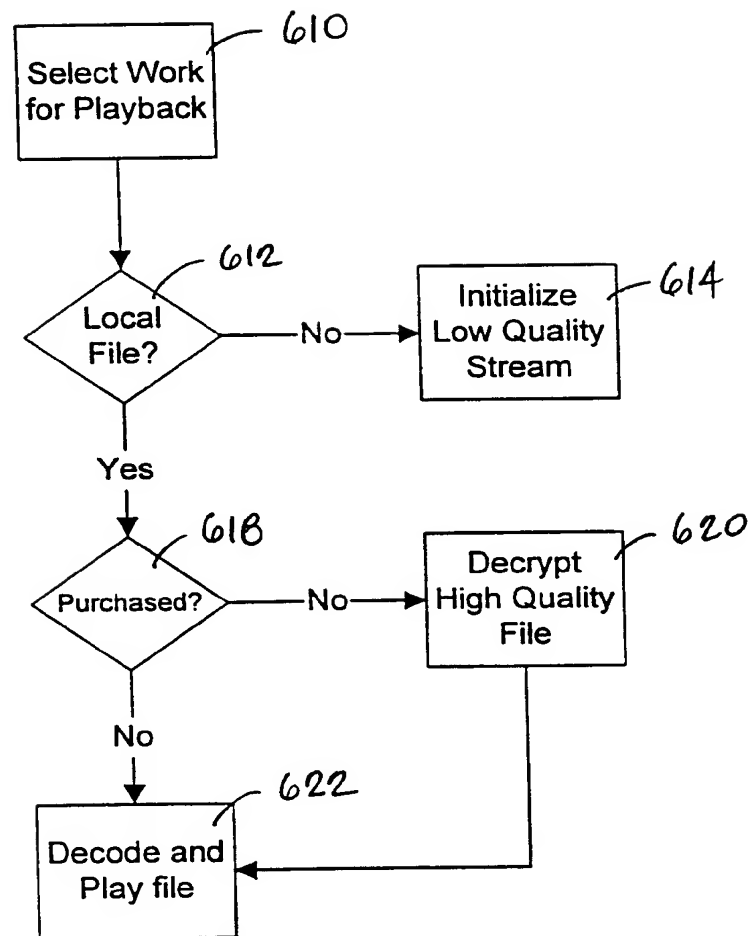 610
Select Work
for Playback
612
Local
File?
No
614
Initialize
Low Quality
Stream
Yes
618
Purchased?
No
620
Decrypt
High Quality
File
No
622
Decode and
Play file